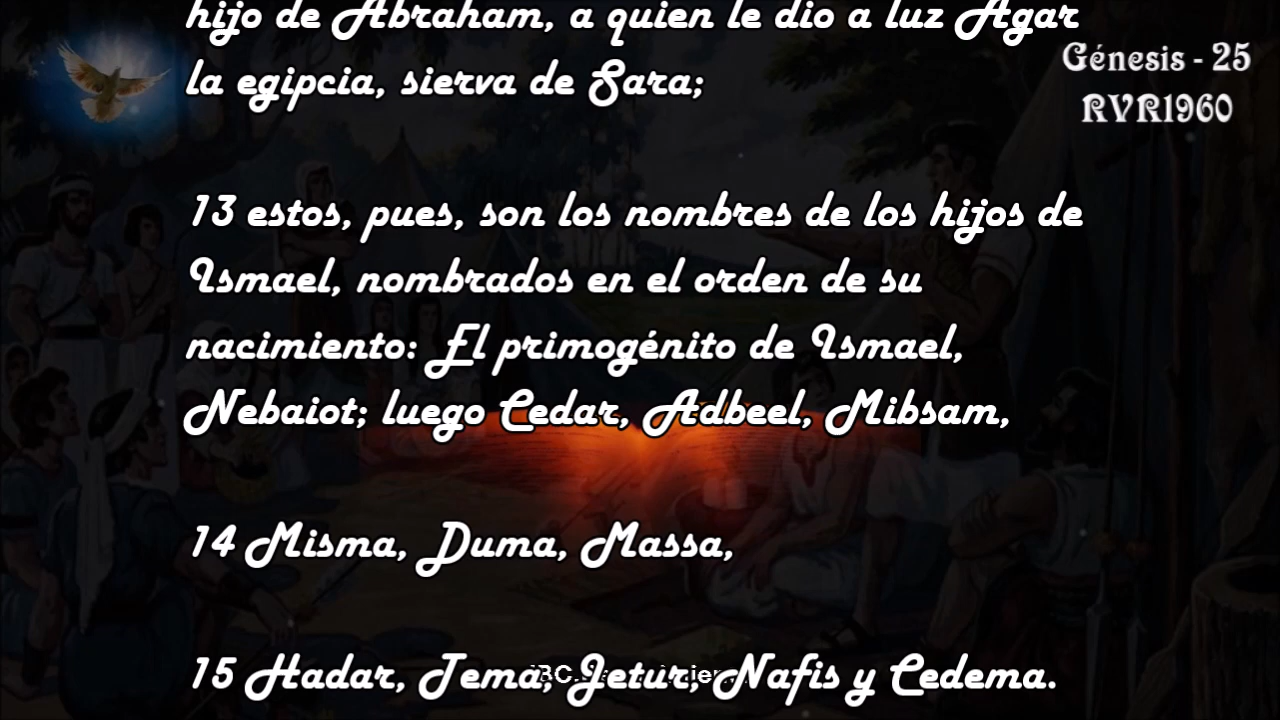 hijo de Abraham, a quien le dio a luz Agar
la egipcia, sierva de Sara;
Génesis - 25
RVR1960
13 estos, pues, son los nombres de los hijos de
Ismael, nombrados en el orden de su
nacimiento: El primogénito de Ismael,
Nebaiot; luego Cedar, Adbeel, Mibsam,
14 Misma, Duma, Massa,
15 Hadar, Tema, Jetur, Nafis y Cedema.